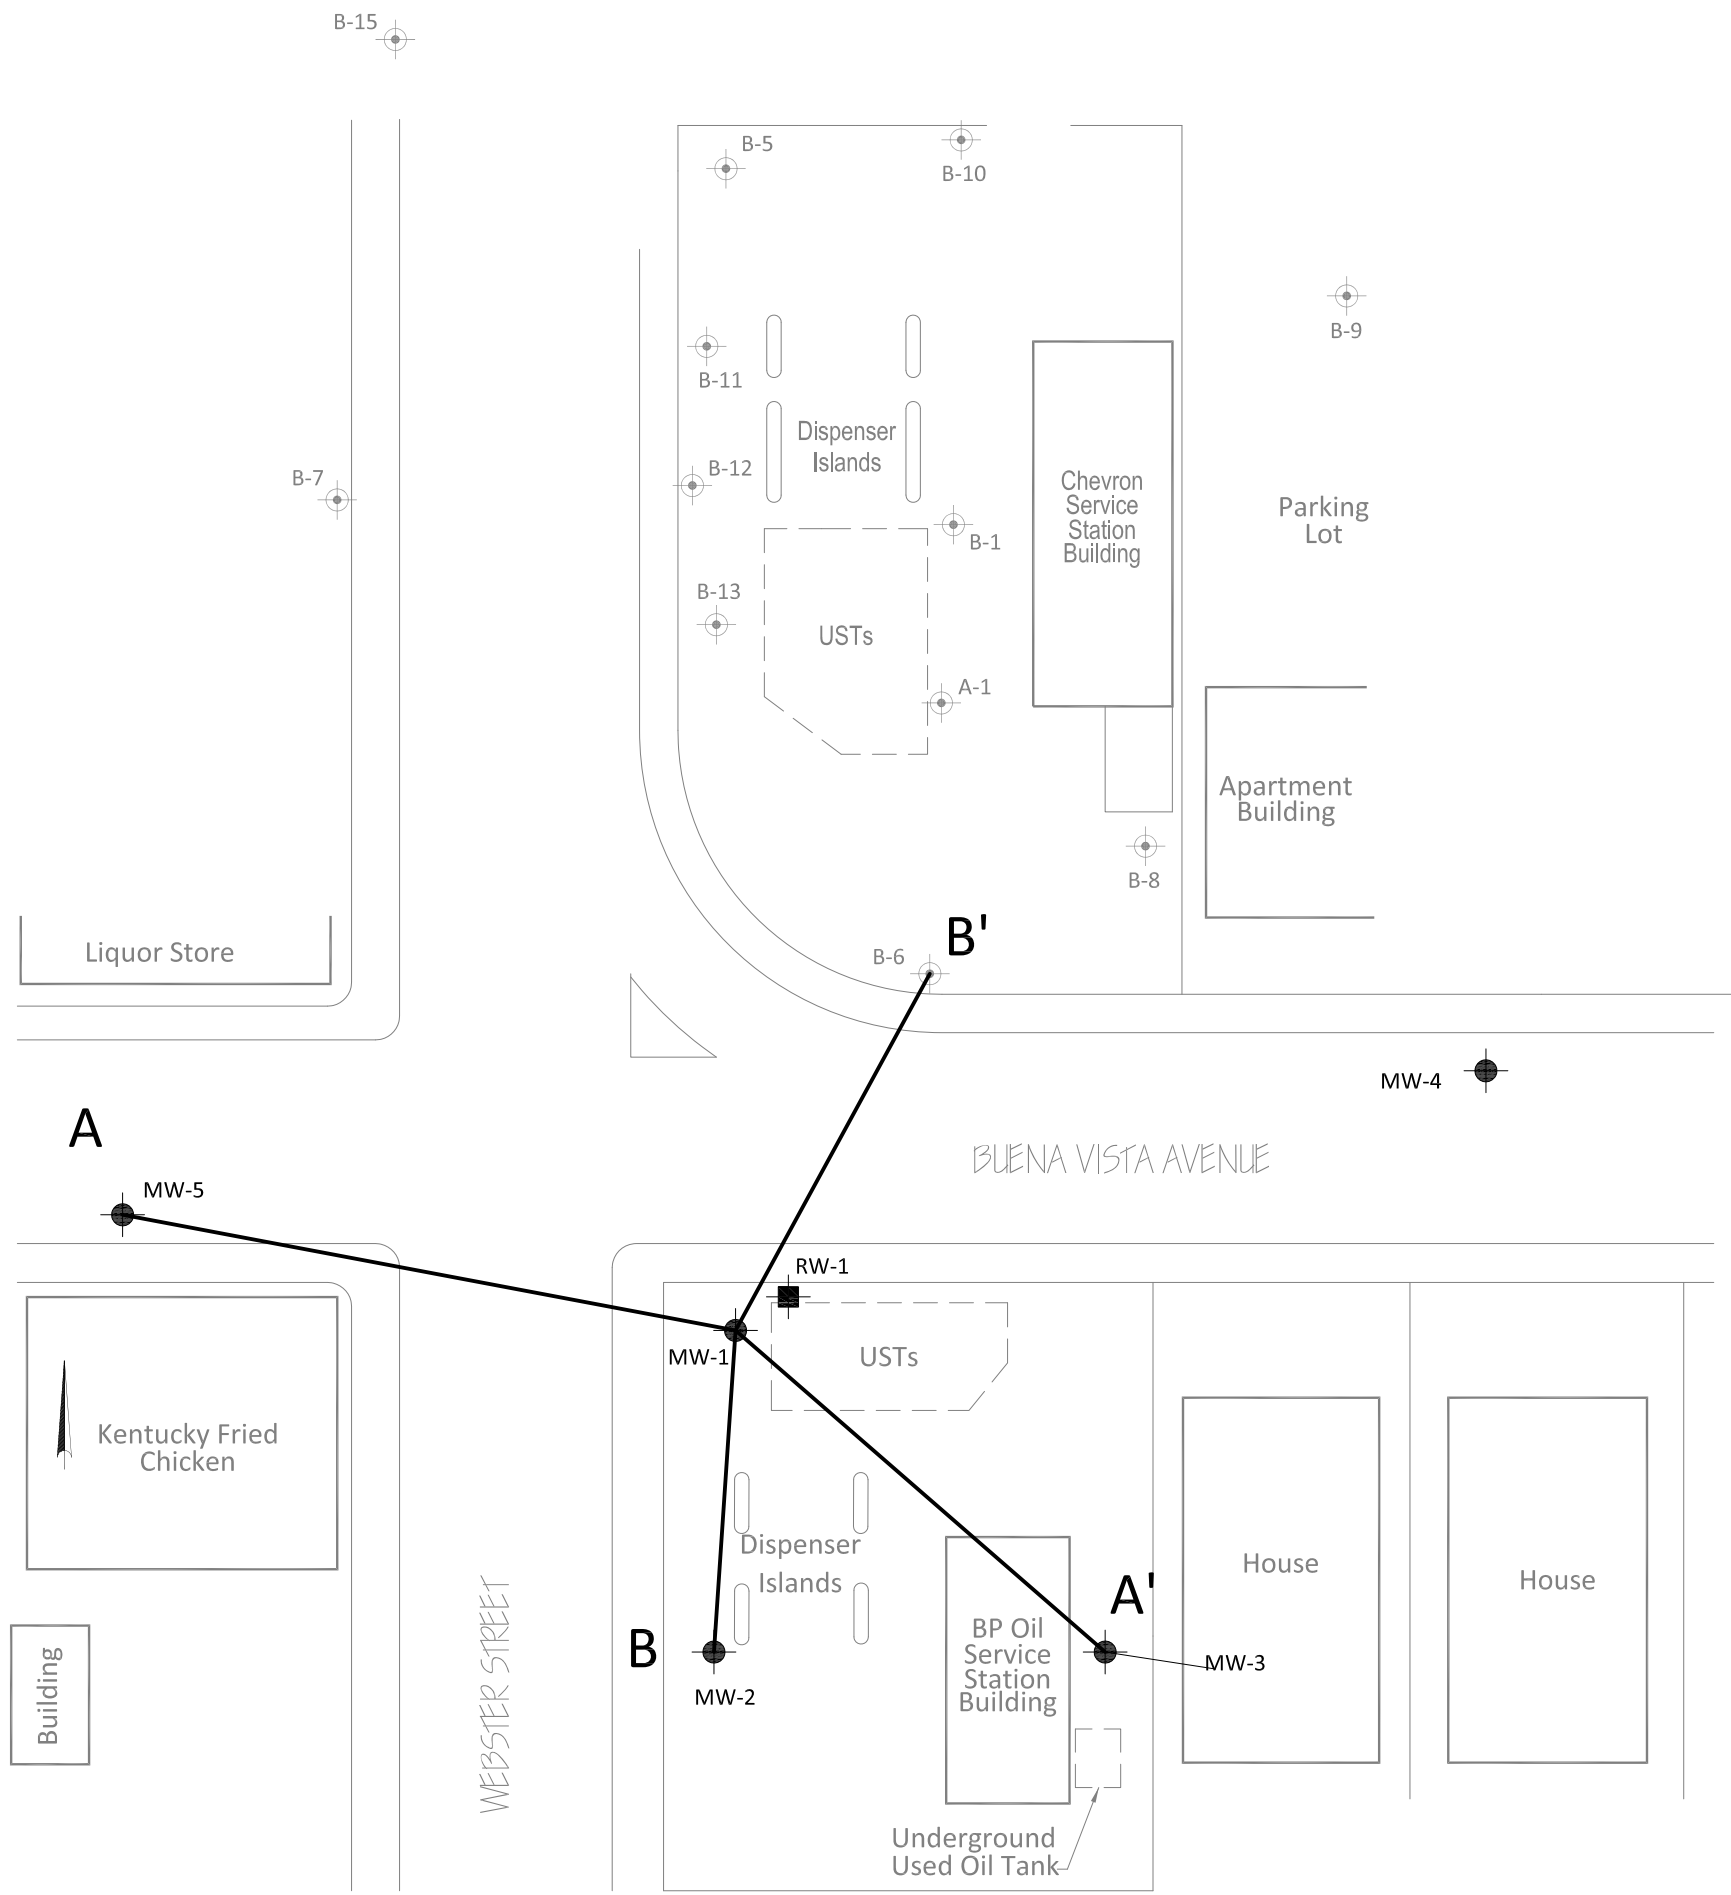 B-15
B-5
B-10
B-9
B-11
Dispenser
Islands
B-12
B-7
Chevron
Service
Station
Building
Parking
Lot
B-1
B-13
USTs
A-1
Apartment
Building
B-8
B'
B-6
Liquor Store
MW-4
A
BUENA VISTA AVENUE
MW-5
RW-1
MW-1
USTs
Kentucky Fried
Chicken
Dispenser
Islands
House
House
A'
BP Oil
Service
Station
Building
B
MW-3
MW-2
Building
WEBSTER STREET
Underground
Used Oil Tank